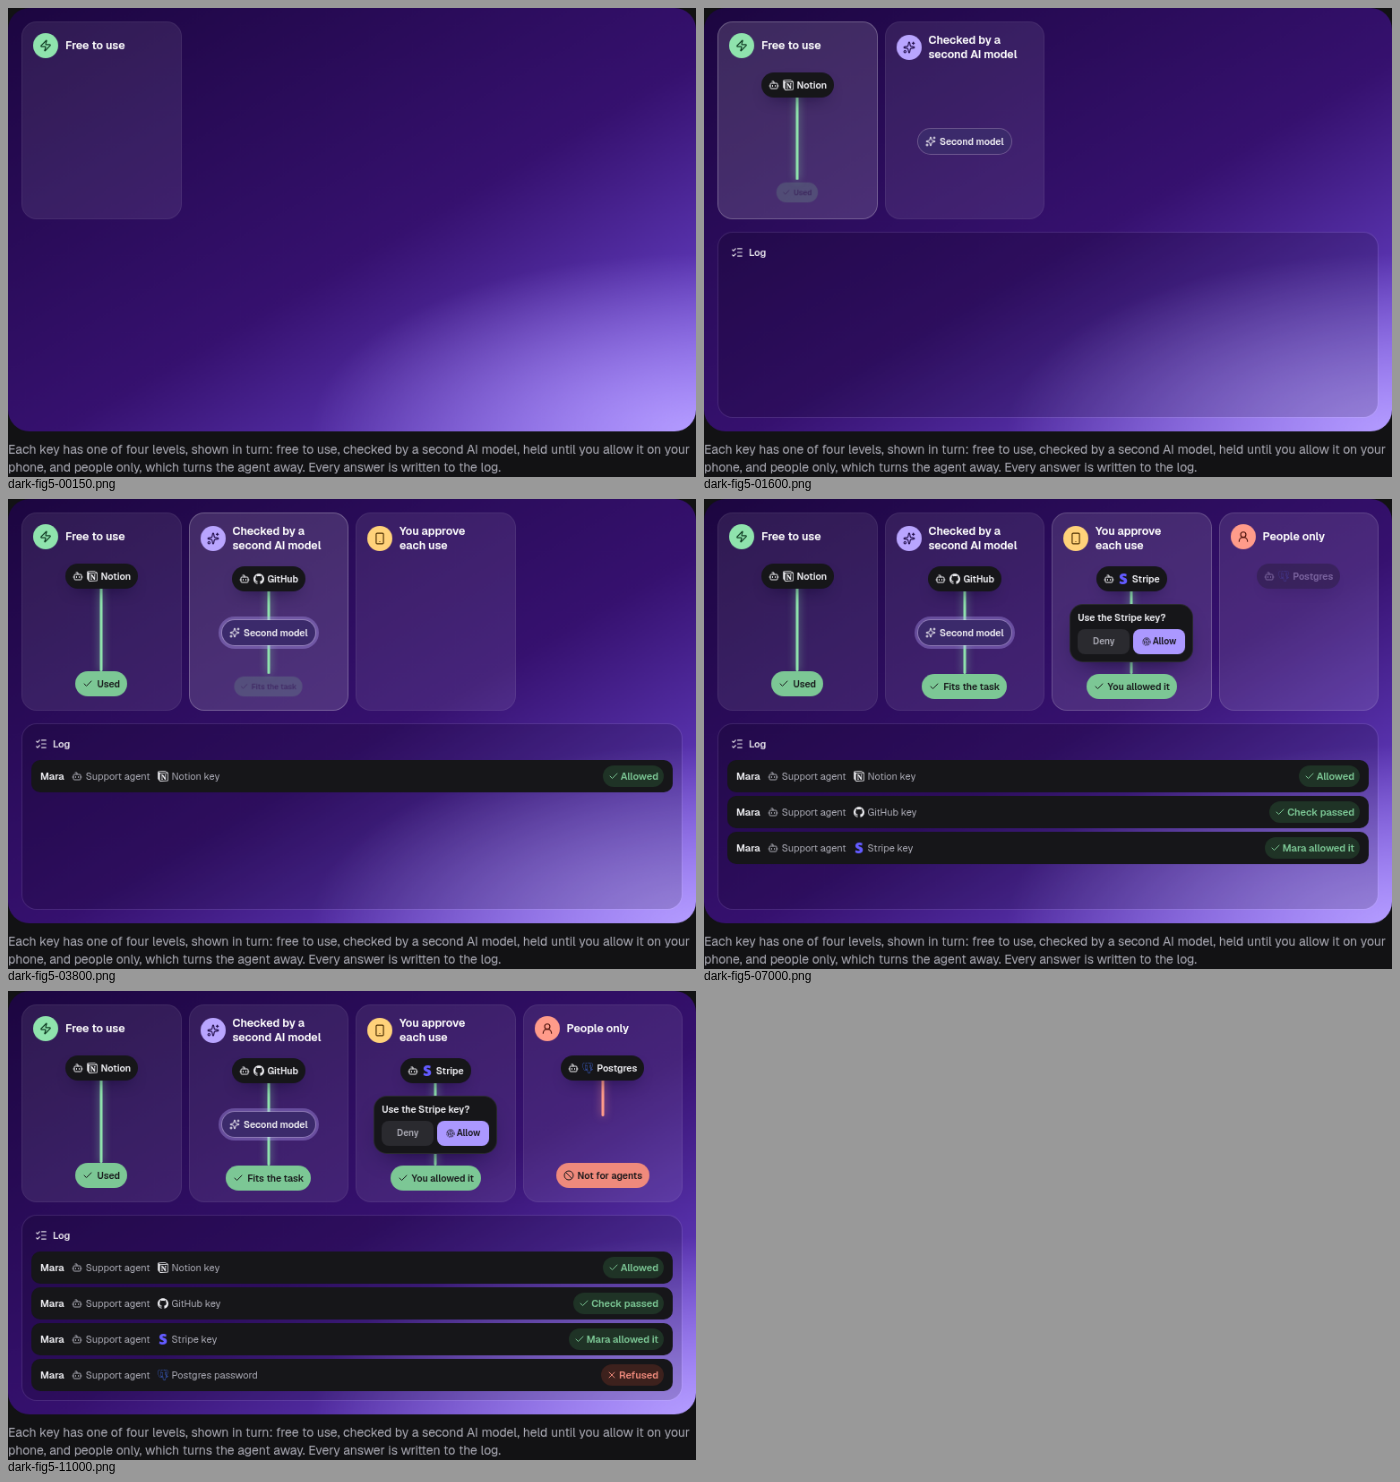 Free to use
Each key has one of four levels, shown in turn: free to use, checked by a second AI model, held until you allow it on your
phone, and people only, which turns the agent away. Every answer is written to the log.
dark-fig5-00150.png
Free to use
Checked by a
second AI model
Notion
Second model
Used
Log
Each key has one of four levels, shown in turn: free to use, checked by a second AI model, held until you allow it on your
phone, and people only, which turns the agent away. Every answer is written to the log.
dark-fig5-01600.png
Free to use
Checked by a
second AI model
You approve
each use
Notion
GitHub
Second model
Used
Fits the task
Log
Mara Support agent Notion key Allowed
Each key has one of four levels, shown in turn: free to use, checked by a second AI model, held until you allow it on your
phone, and people only, which turns the agent away. Every answer is written to the log.
dark-fig5-03800.png
Free to use
Checked by a
second AI model
You approve
each use
People only
Notion
GitHub
Stripe
Postgres
Second model
Use the Stripe key?
Deny Allow
Used
Fits the task
You allowed it
Log
Mara Support agent Notion key Allowed
Mara Support agent GitHub key Check passed
Mara Support agent Stripe key Mara allowed it
Each key has one of four levels, shown in turn: free to use, checked by a second AI model, held until you allow it on your
phone, and people only, which turns the agent away. Every answer is written to the log.
dark-fig5-07000.png
Free to use
Checked by a
second AI model
You approve
each use
People only
Notion
GitHub
Stripe
Postgres
Second model
Use the Stripe key?
Deny Allow
Used
Fits the task
You allowed it
Not for agents
Log
Mara Support agent Notion key Allowed
Mara Support agent GitHub key Check passed
Mara Support agent Stripe key Mara allowed it
Mara Support agent Postgres password Refused
Each key has one of four levels, shown in turn: free to use, checked by a second AI model, held until you allow it on your
phone, and people only, which turns the agent away. Every answer is written to the log.
dark-fig5-11000.png